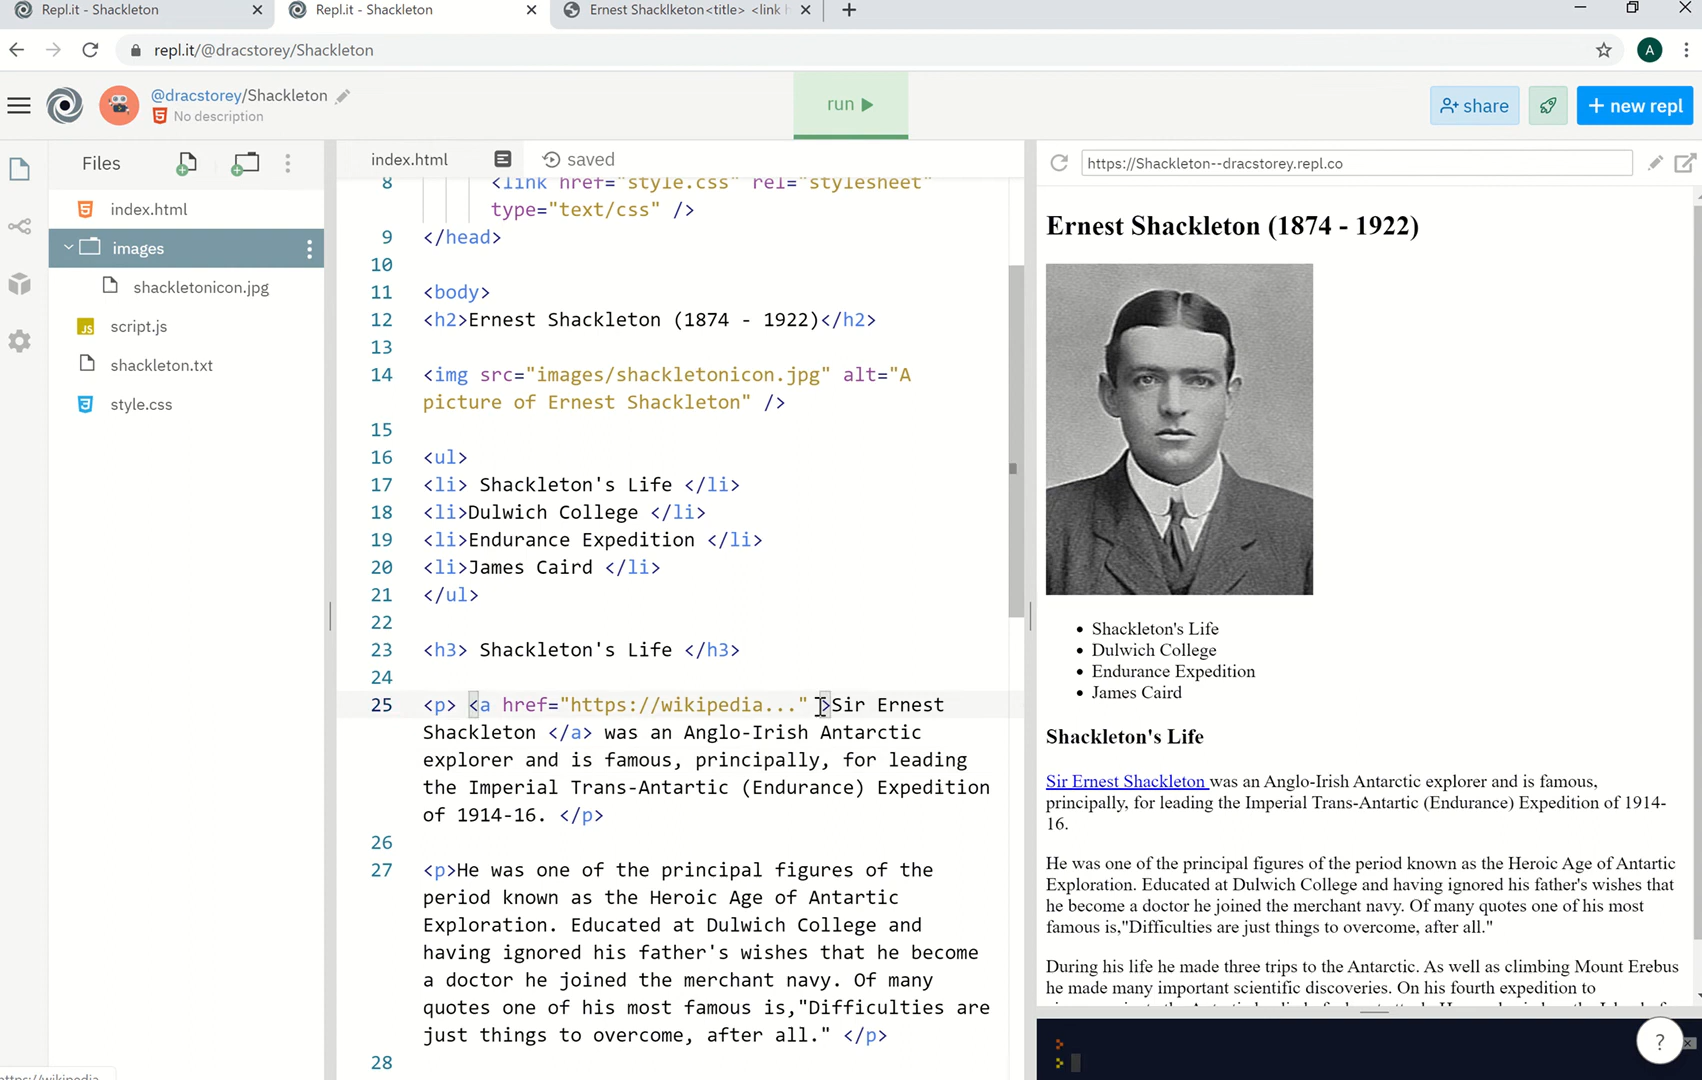 Repl.it - Shackleton
Repl.it - Shackleton
Ernest Shacklketon<title> <link h
repl.it/@dracstorey/Shackleton
A
@dracstorey/Shackleton
No description
run
share
+ new repl
Files
index.html
saved
https://Shackleton--dracstorey.repl.co
index.html
images
shackletonicon.jpg
script.js
shackleton.txt
style.css
8 <link href="style.css" rel="stylesheet"
type="text/css" />
9 </head>
10
11 <body>
12 <h2>Ernest Shackleton (1874 - 1922)</h2>
13
14 <img src="images/shackletonicon.jpg" alt="A
picture of Ernest Shackleton" />
15
16 <ul>
17 <li> Shackleton's Life </li>
18 <li>Dulwich College </li>
19 <li>Endurance Expedition </li>
20 <li>James Caird </li>
21 </ul>
22
23 <h3> Shackleton's Life </h3>
24
25 <p> <a href="https://wikipedia..." >Sir Ernest
Shackleton </a> was an Anglo-Irish Antarctic
explorer and is famous, principally, for leading
the Imperial Trans-Antartic (Endurance) Expedition
of 1914-16. </p>
26
27 <p>He was one of the principal figures of the
period known as the Heroic Age of Antartic
Exploration. Educated at Dulwich College and
having ignored his father's wishes that he become
a doctor he joined the merchant navy. Of many
quotes one of his most famous is,"Difficulties are
just things to overcome, after all." </p>
28
Ernest Shackleton (1874 - 1922)
• Shackleton's Life
• Dulwich College
• Endurance Expedition
• James Caird
Shackleton's Life
Sir Ernest Shackleton was an Anglo-Irish Antarctic explorer and is famous,
principally, for leading the Imperial Trans-Antartic (Endurance) Expedition of 1914-
16.
He was one of the principal figures of the period known as the Heroic Age of Antartic
Exploration. Educated at Dulwich College and having ignored his father's wishes that
he become a doctor he joined the merchant navy. Of many quotes one of his most
famous is,"Difficulties are just things to overcome, after all."
During his life he made three trips to the Antarctic. As well as climbing Mount Erebus
he made many important scientific discoveries. On his fourth expedition to
>
>
?